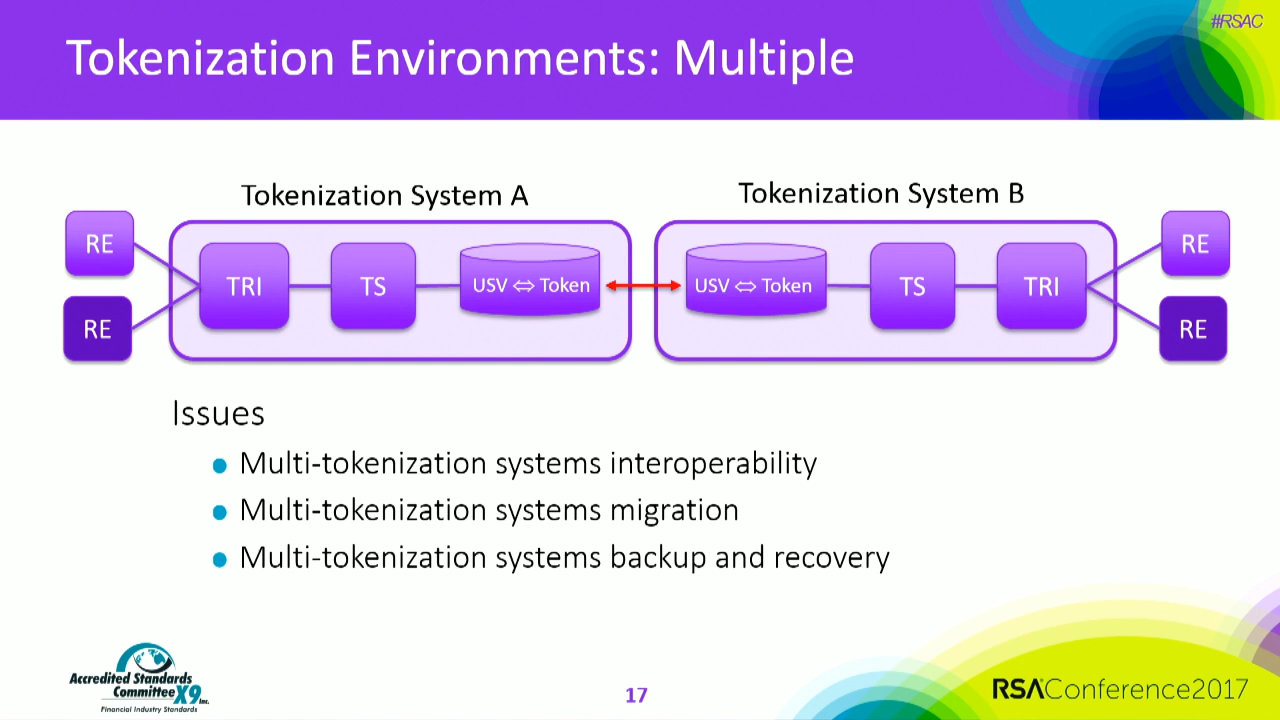 #RSAC
Tokenization Environments: Multiple
Tokenization System A
Tokenization System B
RE
RE
TRI
TS
USV ⇔ Token
USV ⇔ Token
TS
TRI
RE
RE
Issues
Multi-tokenization systems interoperability
Multi-tokenization systems migration
Multi-tokenization systems backup and recovery
Accredited Standards
Committee X9 Inc.
Financial Industry Standards
17
RSAConference2017